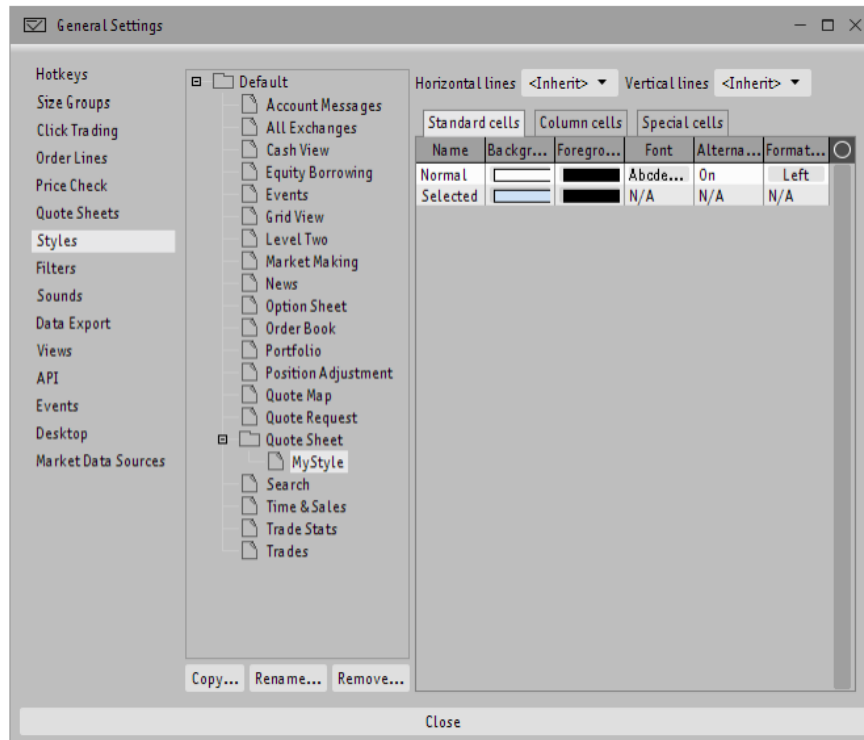 General Settings
Hotkeys
Size Groups
Click Trading
Order Lines
Price Check
Quote Sheets
Styles
Filters
Sounds
Data Export
Views
API
Events
Desktop
Market Data Sources
Default
Account Messages
All Exchanges
Cash View
Equity Borrowing
Events
Grid View
Level Two
Market Making
News
Option Sheet
Order Book
Portfolio
Position Adjustment
Quote Map
Quote Request
Quote Sheet
MyStyle
Search
Time & Sales
Trade Stats
Trades
Copy... Rename... Remove...
Horizontal lines <Inherit> Vertical lines <Inherit>
Standard cells Column cells Special cells
Name Backgr... Foregro... Font Alterna... Format...
Normal Abcde... On Left
Selected N/A N/A N/A
Close